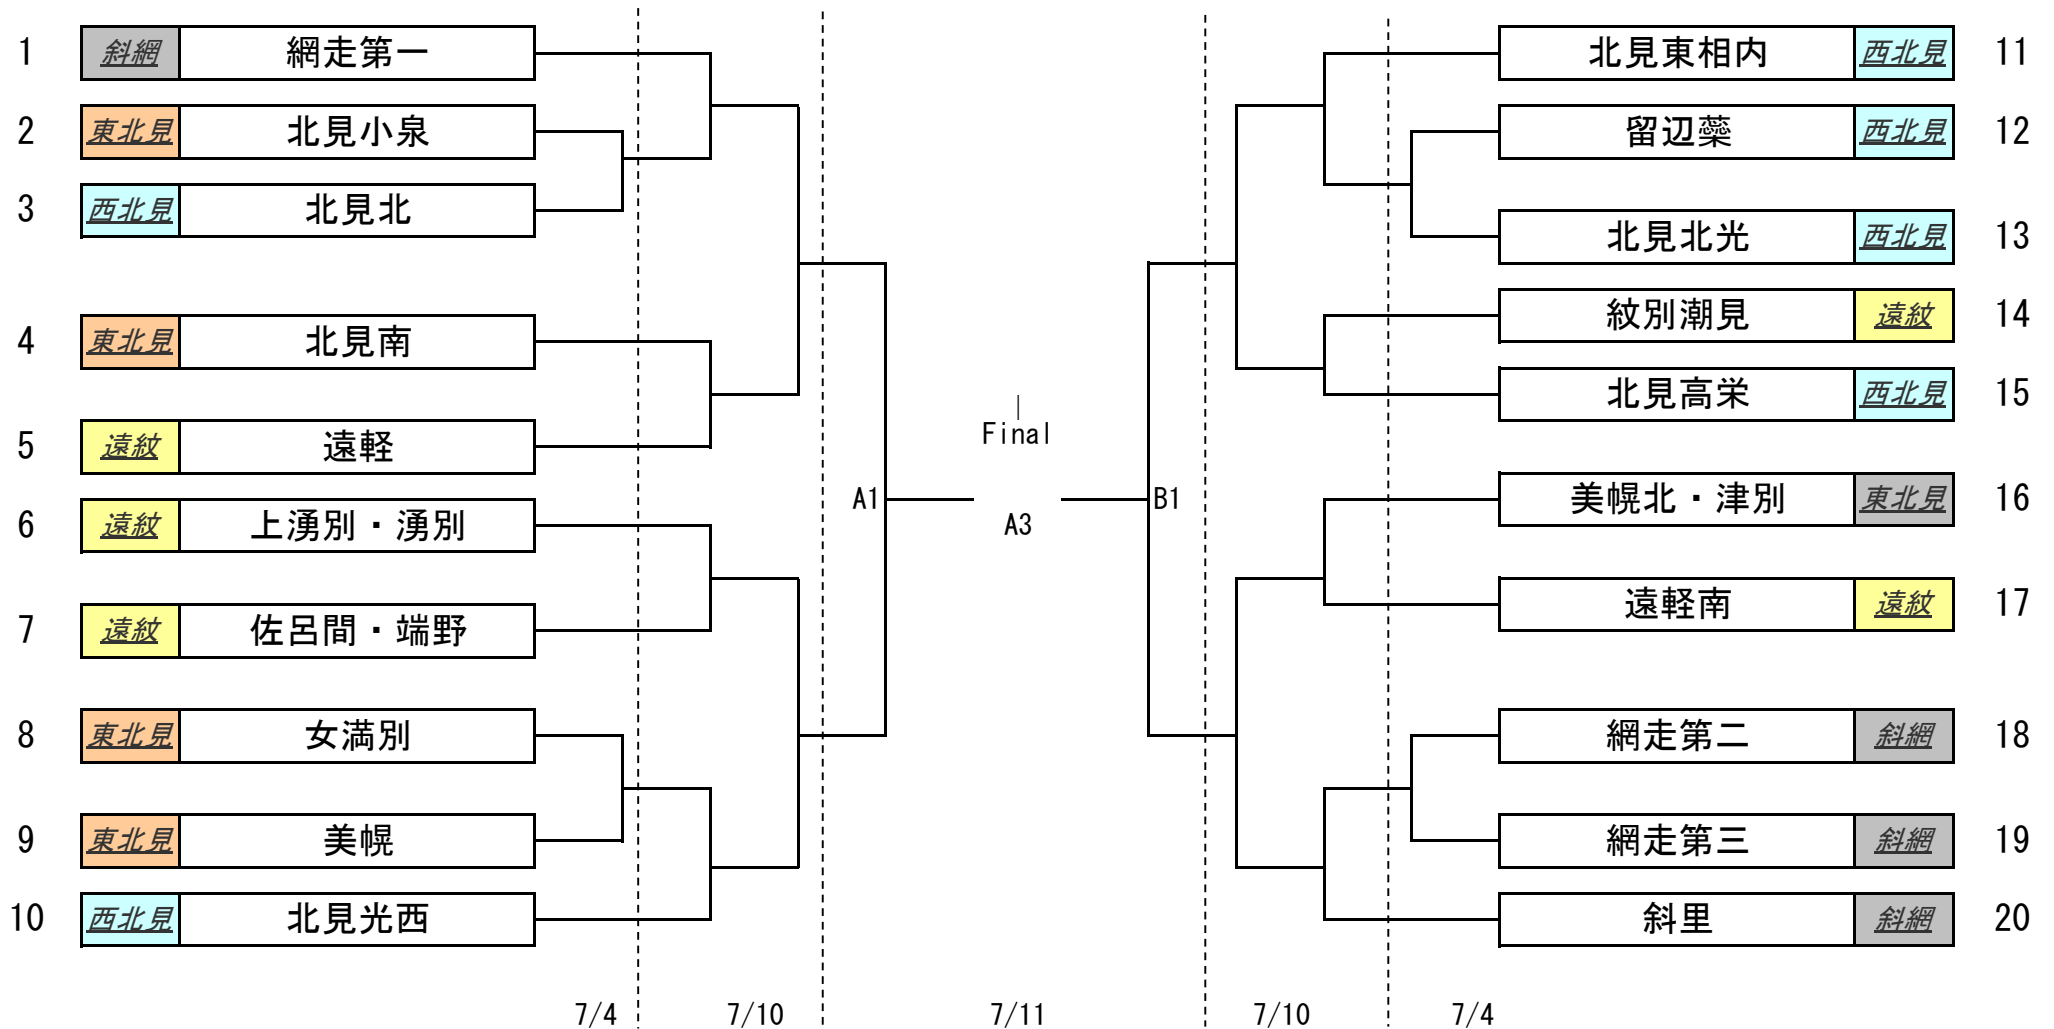 1 斜網 網走第一
2 東北見 北見小泉
3 西北見 北見北
4 東北見 北見南
5 遠紋 遠軽
6 遠紋 上湧別・湧別
7 遠紋 佐呂間・端野
8 東北見 女満別
9 東北見 美幌
10 西北見 北見光西
A1
|
Final
A3
B1
北見東相内 西北見 11
留辺蘂 西北見 12
北見北光 西北見 13
紋別潮見 遠紋 14
北見高栄 西北見 15
美幌北・津別 東北見 16
遠軽南 遠紋 17
網走第二 斜網 18
網走第三 斜網 19
斜里 斜網 20
7/4 7/10 7/11 7/10 7/4